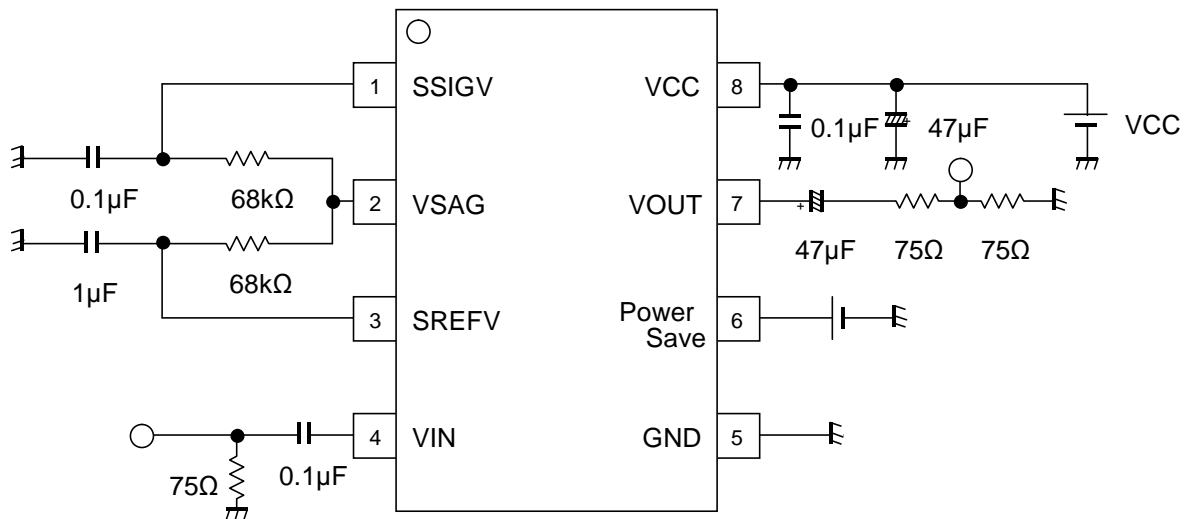 1 SSIGV
VCC 8
0.1µF 47µF
VCC
0.1µF 68kΩ
2 VSAG
VOUT 7
47µF 75Ω 75Ω
1µF 68kΩ
3 SREFV
Power
Save
6
4 VIN
GND 5
75Ω 0.1µF
+
+